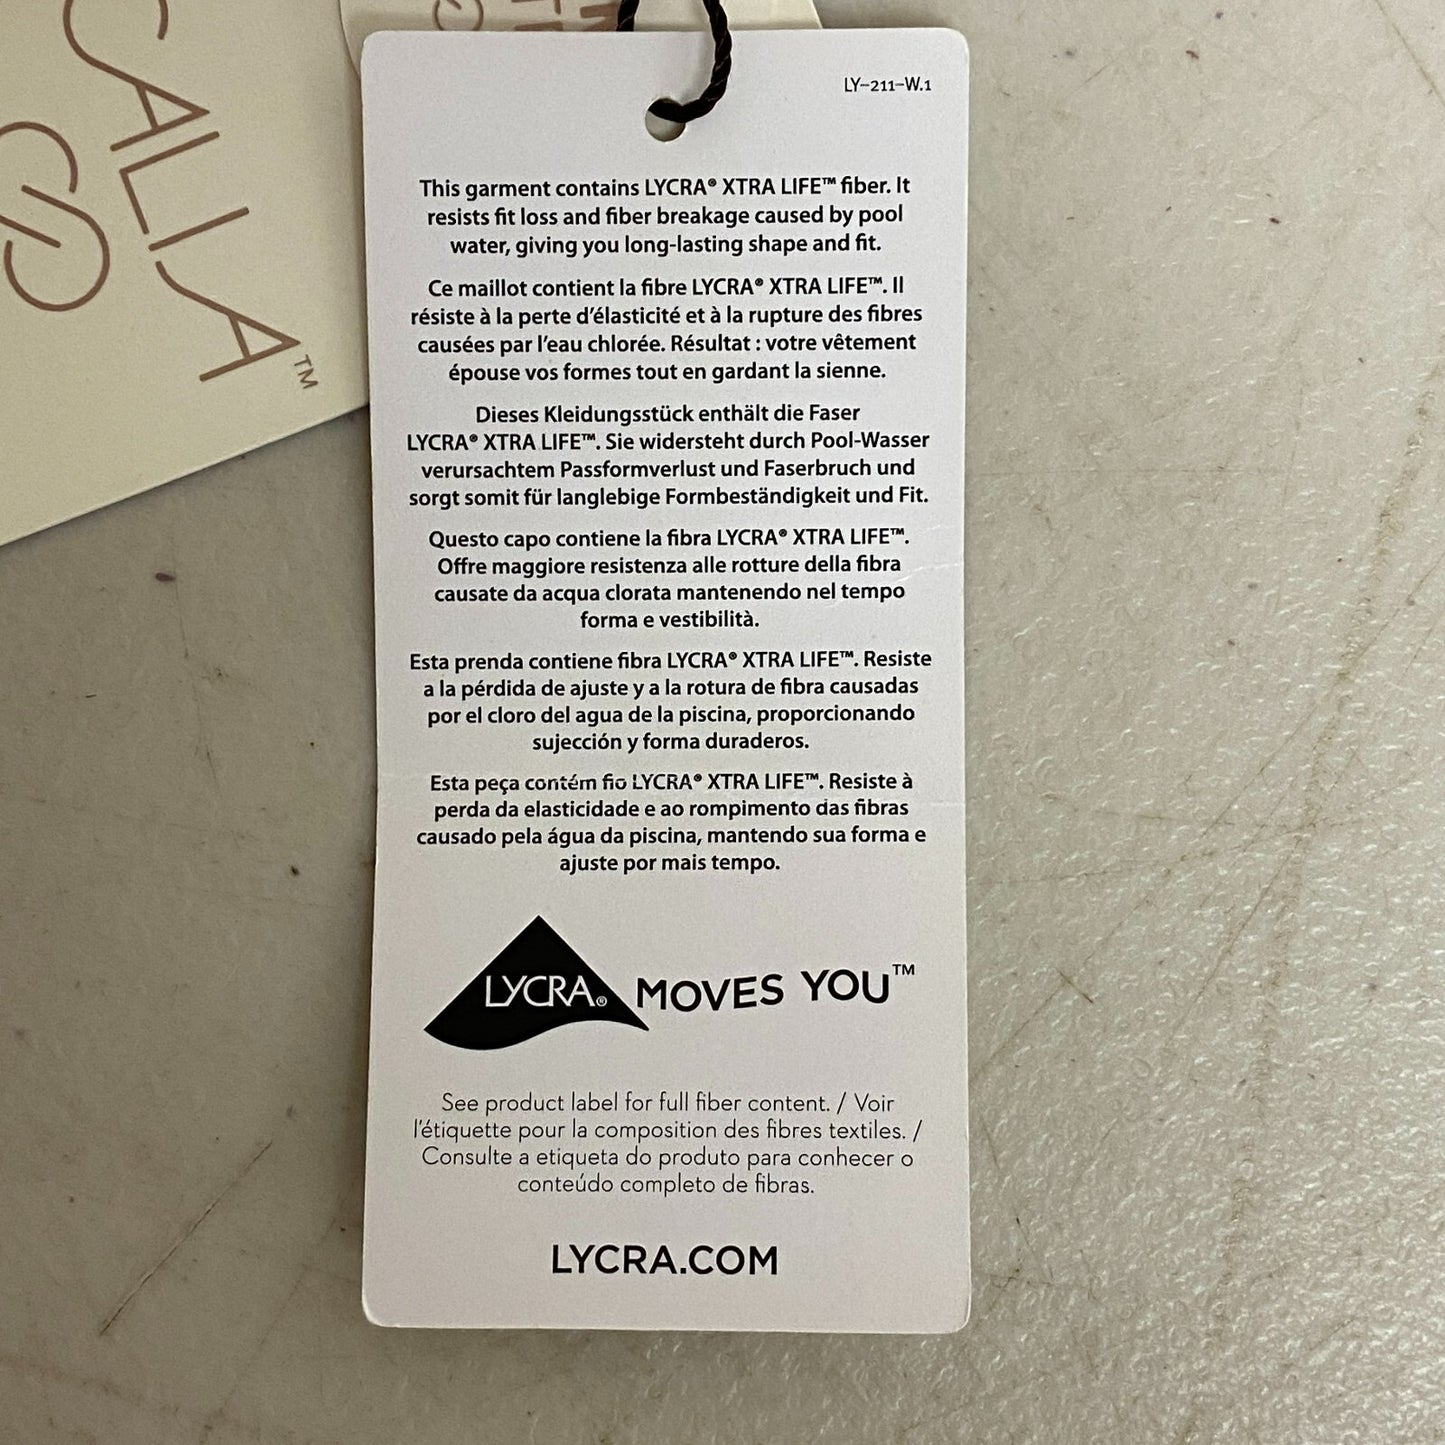 CALIA™
LY-211-W.1
This garment contains LYCRA® XTRA LIFE™ fiber. It
resists fit loss and fiber breakage caused by pool
water, giving you long-lasting shape and fit.
Ce maillot contient la fibre LYCRA® XTRA LIFE™. Il
résiste à la perte d'élasticité et à la rupture des fibres
causées par l'eau chlorée. Résultat : votre vêtement
épouse vos formes tout en gardant la sienne.
Dieses Kleidungsstück enthält die Faser
LYCRA® XTRA LIFE™. Sie widersteht durch Pool-Wasser
verursachtem Passformverlust und Faserbruch und
sorgt somit für langlebige Formbeständigkeit und Fit.
Questo capo contiene la fibra LYCRA® XTRA LIFE™.
Offre maggiore resistenza alle rotture della fibra
causate da acqua clorata mantenendo nel tempo
forma e vestibilità.
Esta prenda contiene fibra LYCRA® XTRA LIFE™. Resiste
a la pérdida de ajuste y a la rotura de fibra causadas
por el cloro del agua de la piscina, proporcionando
sujección y forma duraderos.
Esta peça contém fio LYCRA® XTRA LIFE™. Resiste à
perda da elasticidade e ao rompimento das fibras
causado pela água da piscina, mantendo sua forma e
ajuste por mais tempo.
LYCRA® MOVES YOU™
See product label for full fiber content. / Voir
l'étiquette pour la composition des fibres textiles. /
Consulte a etiqueta do produto para conhecer o
conteúdo completo de fibras.
LYCRA.COM